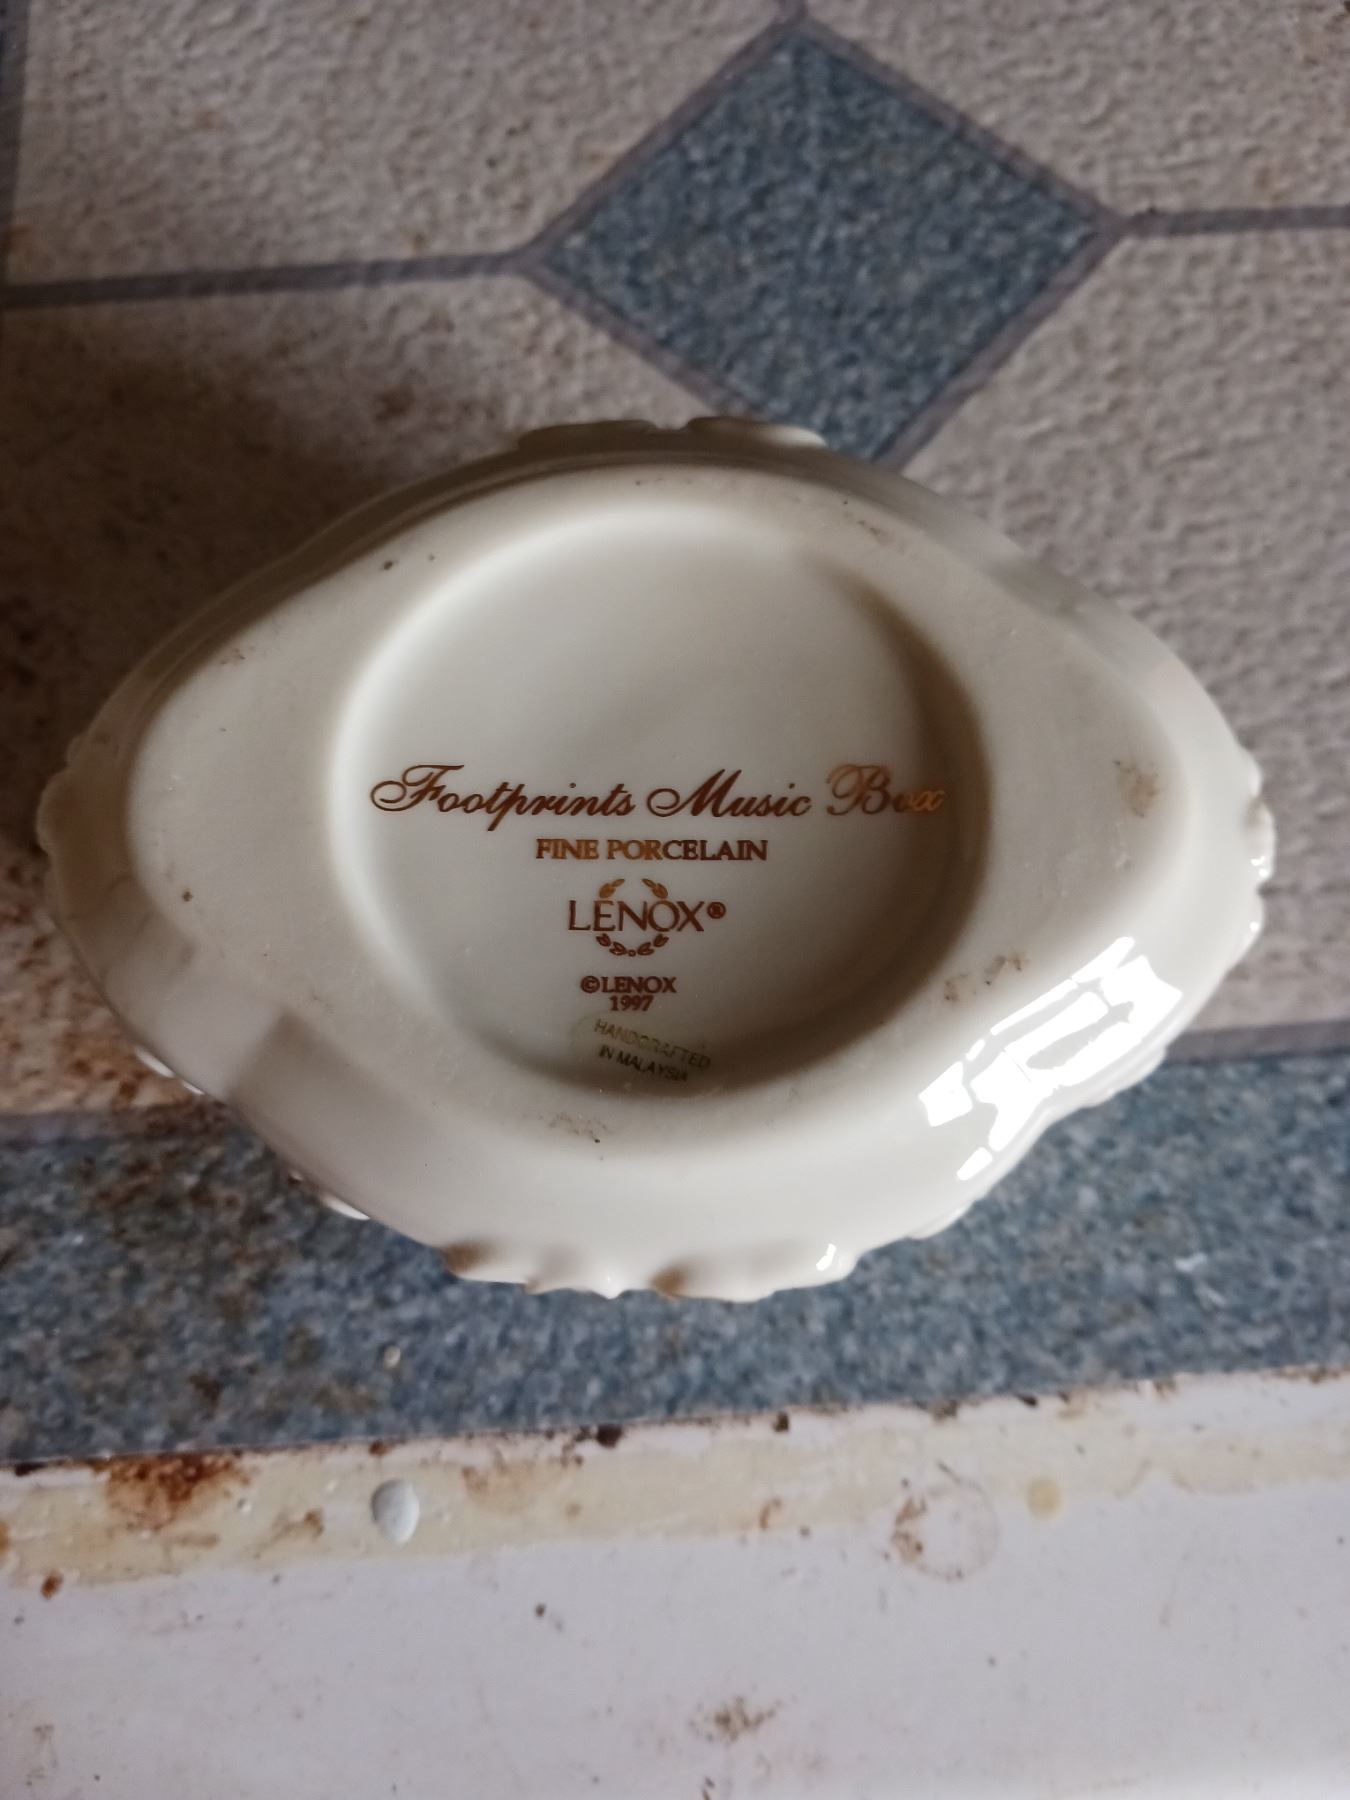 Footprints Music Box
FINE PORCELAIN
LENOX®
©LENOX
1997
HANDCRAFTED
IN MALAYSIA